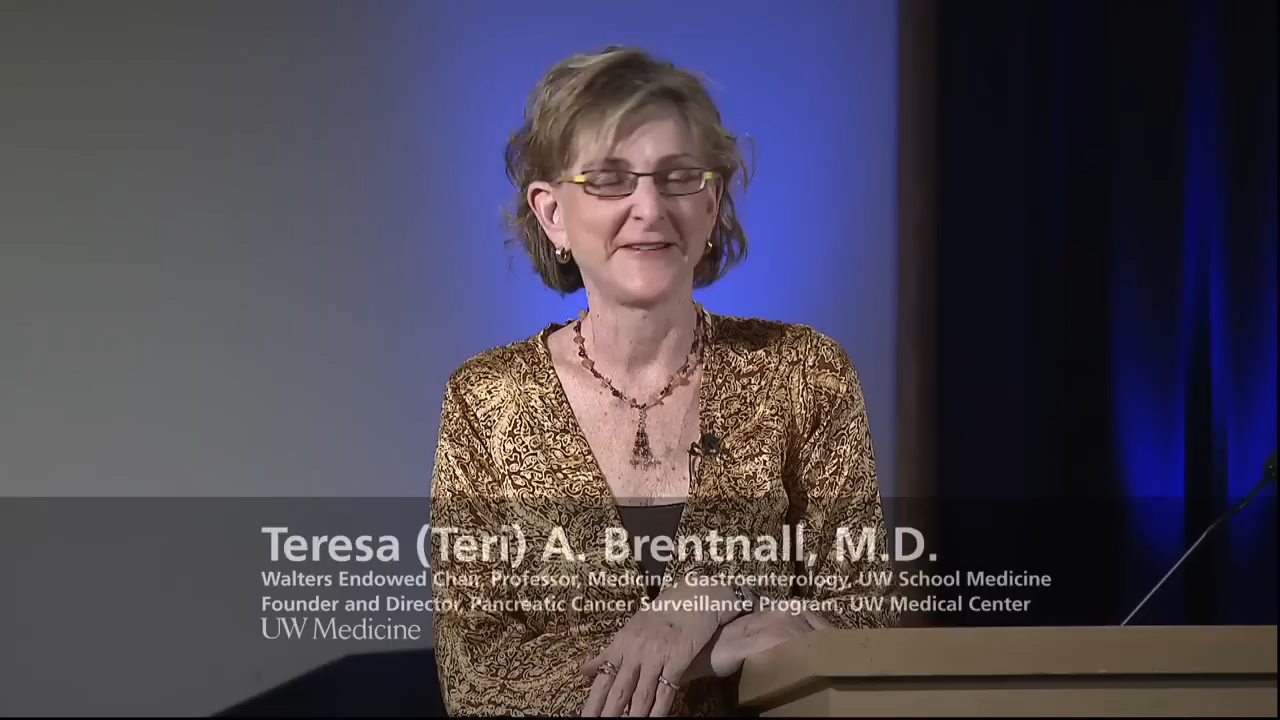 Teresa (Teri) A. Brentnall, M.D.
Walters Endowed Chair, Professor, Medicine, Gastroenterology, UW School Medicine
Founder and Director, Pancreatic Cancer Surveillance Program, UW Medical Center
UW Medicine